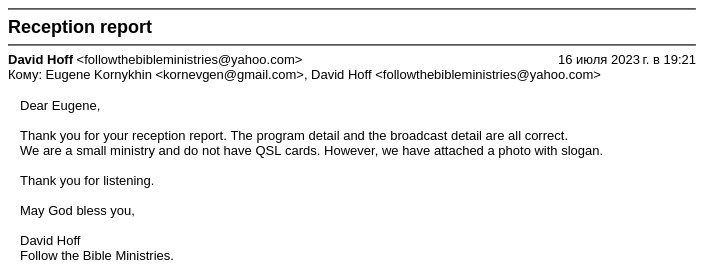 Reception report
David Hoff <followthebibleministries@yahoo.com> 16 июля 2023 г. в 19:21
Кому: Eugene Kornykhin <kornevgen@gmail.com>, David Hoff <followthebibleministries@yahoo.com>
Dear Eugene,
Thank you for your reception report. The program detail and the broadcast detail are all correct.
We are a small ministry and do not have QSL cards. However, we have attached a photo with slogan.
Thank you for listening.
May God bless you,
David Hoff
Follow the Bible Ministries.